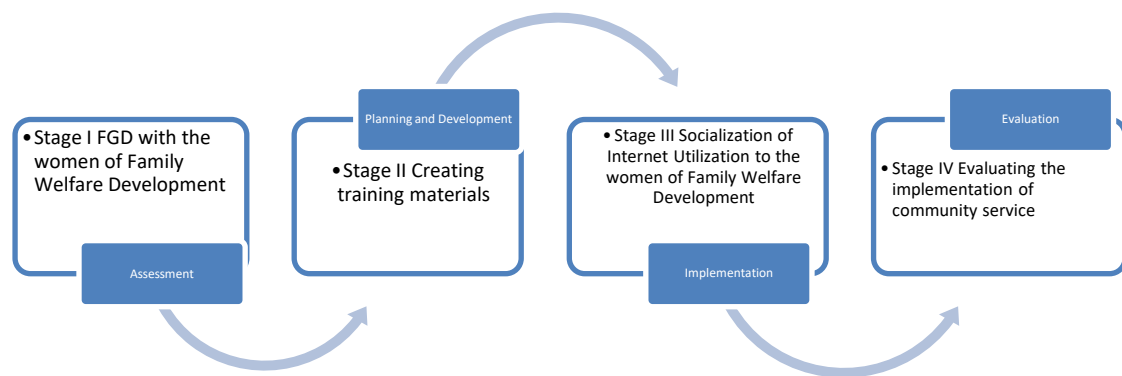 •Stage I FGD with the
women of Family
Welfare Development
Assessment
Planning and Development
•Stage II Creating
training materials
•Stage III Socialization of
Internet Utilization to the
women of Family Welfare
Development
Implementation
Evaluation
•Stage IV Evaluating the
implementation of
community service